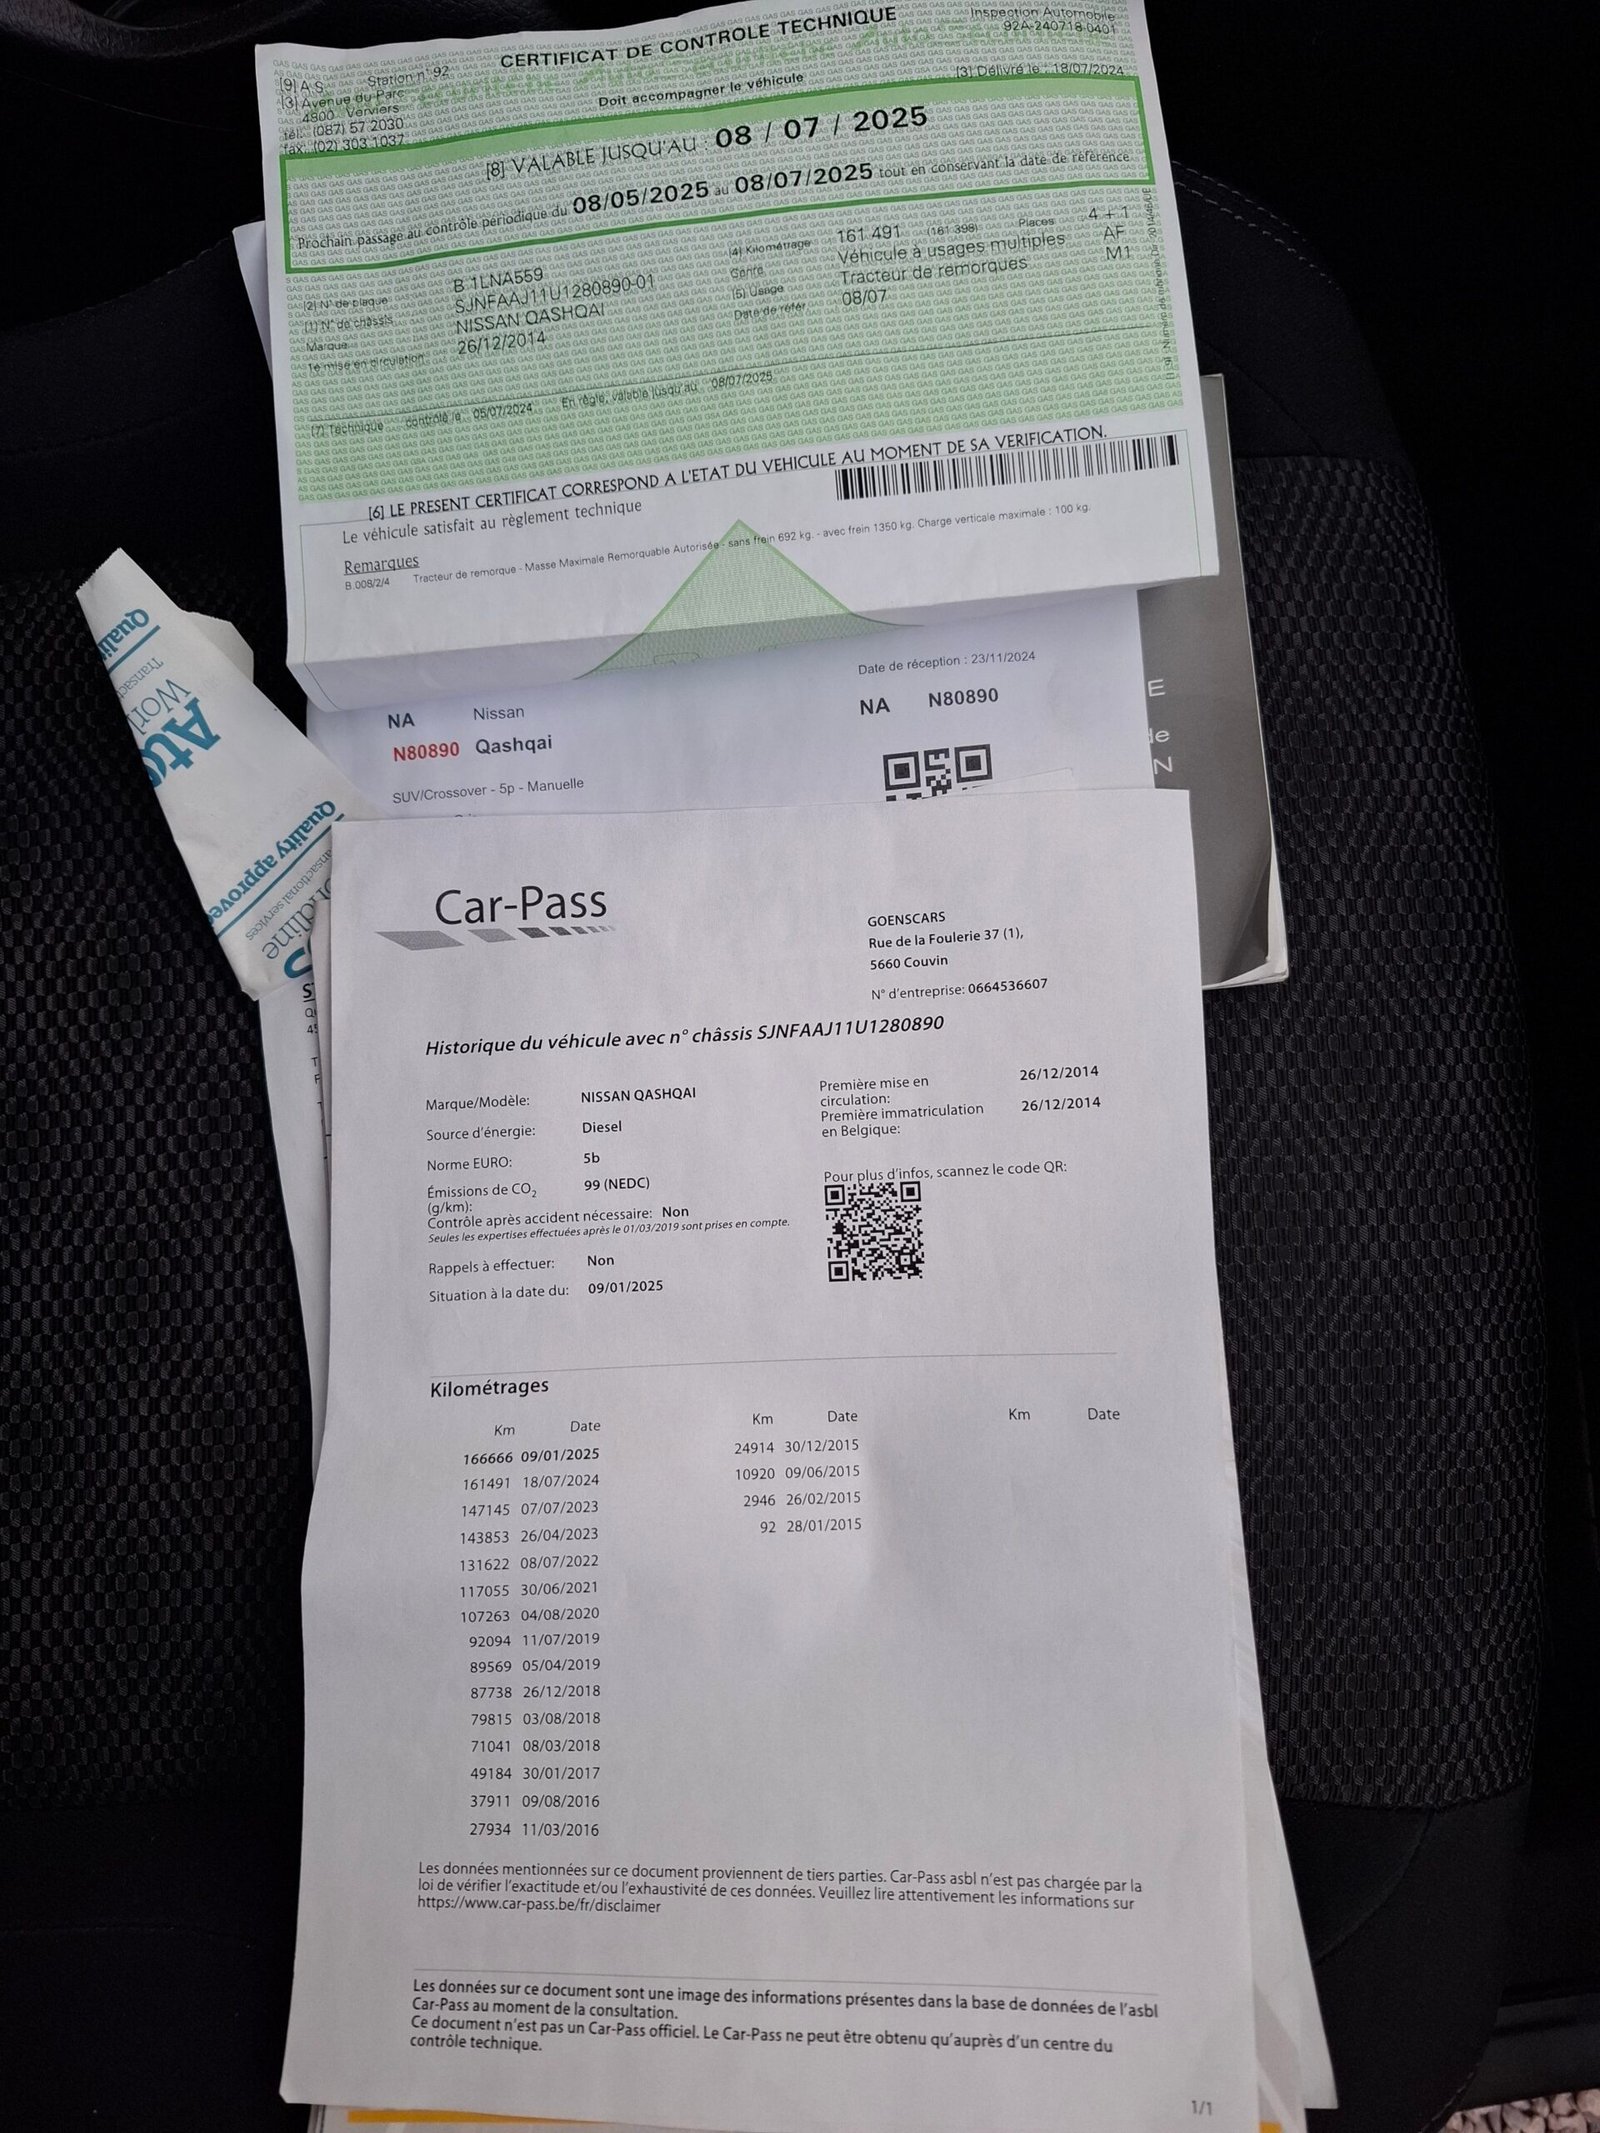 CERTIFICAT DE CONTROLE TECHNIQUE
Doit accompagner le véhicule
[9] A.S. Station n° 92
[3] Avenue du Parc
4800 Verviers
tél.: (087) 57 2030
fax: (02) 303 1037
Inspection Automobile
92A-240718-0401
[3] Délivré le : 18/07/2024
[8] VALABLE JUSQU'AU : 08 / 07 / 2025
Prochain passage au contrôle périodique du 08/05/2025 au 08/07/2025 tout en conservant la date de référence
[2] N° de plaque B 1LNA559
[1] N° de châssis SJNFAAJ11U1280890-01
Marque NISSAN QASHQAI
1e mise en circulation 26/12/2014
[4] Kilométrage 161 491 (161 398) Places 4 + 1
Genre Véhicule à usages multiples AF
[5] Usage Tracteur de remorques M1
Date de référ. 08/07
[7] Technique contrôlé le 05/07/2024 En règle, valable jusqu'au 08/07/2025
[6] LE PRESENT CERTIFICAT CORRESPOND A L'ETAT DU VEHICULE AU MOMENT DE SA VERIFICATION.
Le véhicule satisfait au règlement technique
Remarques
B.008/2/4 Tracteur de remorque - Masse Maximale Remorquable Autorisée - sans frein 692 kg. - avec frein 1350 kg. Charge verticale maximale : 100 kg.
Date de réception : 23/11/2024
NA Nissan
NA N80890
N80890 Qashqai
SUV/Crossover - 5p - Manuelle
E
de
N
Quality approve
Car-Pass
GOENSCARS
Rue de la Foulerie 37 (1),
5660 Couvin
N° d'entreprise: 0664536607
Historique du véhicule avec n° châssis SJNFAAJ11U1280890
Marque/Modèle: NISSAN QASHQAI
Source d'énergie: Diesel
Norme EURO: 5b
Émissions de CO2 (g/km): 99 (NEDC)
Contrôle après accident nécessaire: Non
Seules les expertises effectuées après le 01/03/2019 sont prises en compte.
Rappels à effectuer: Non
Situation à la date du: 09/01/2025
Première mise en circulation: 26/12/2014
Première immatriculation en Belgique: 26/12/2014
Pour plus d'infos, scannez le code QR:
Kilométrages
Km Date
166666 09/01/2025
161491 18/07/2024
147145 07/07/2023
143853 26/04/2023
131622 08/07/2022
117055 30/06/2021
107263 04/08/2020
92094 11/07/2019
89569 05/04/2019
87738 26/12/2018
79815 03/08/2018
71041 08/03/2018
49184 30/01/2017
37911 09/08/2016
27934 11/03/2016
Km Date
24914 30/12/2015
10920 09/06/2015
2946 26/02/2015
92 28/01/2015
Km Date
Les données mentionnées sur ce document proviennent de tiers parties. Car-Pass asbl n'est pas chargée par la
loi de vérifier l'exactitude et/ou l'exhaustivité de ces données. Veuillez lire attentivement les informations sur
https://www.car-pass.be/fr/disclaimer
Les données sur ce document sont une image des informations présentes dans la base de données de l'asbl
Car-Pass au moment de la consultation.
Ce document n'est pas un Car-Pass officiel. Le Car-Pass ne peut être obtenu qu'auprès d'un centre du
contrôle technique.
1/1